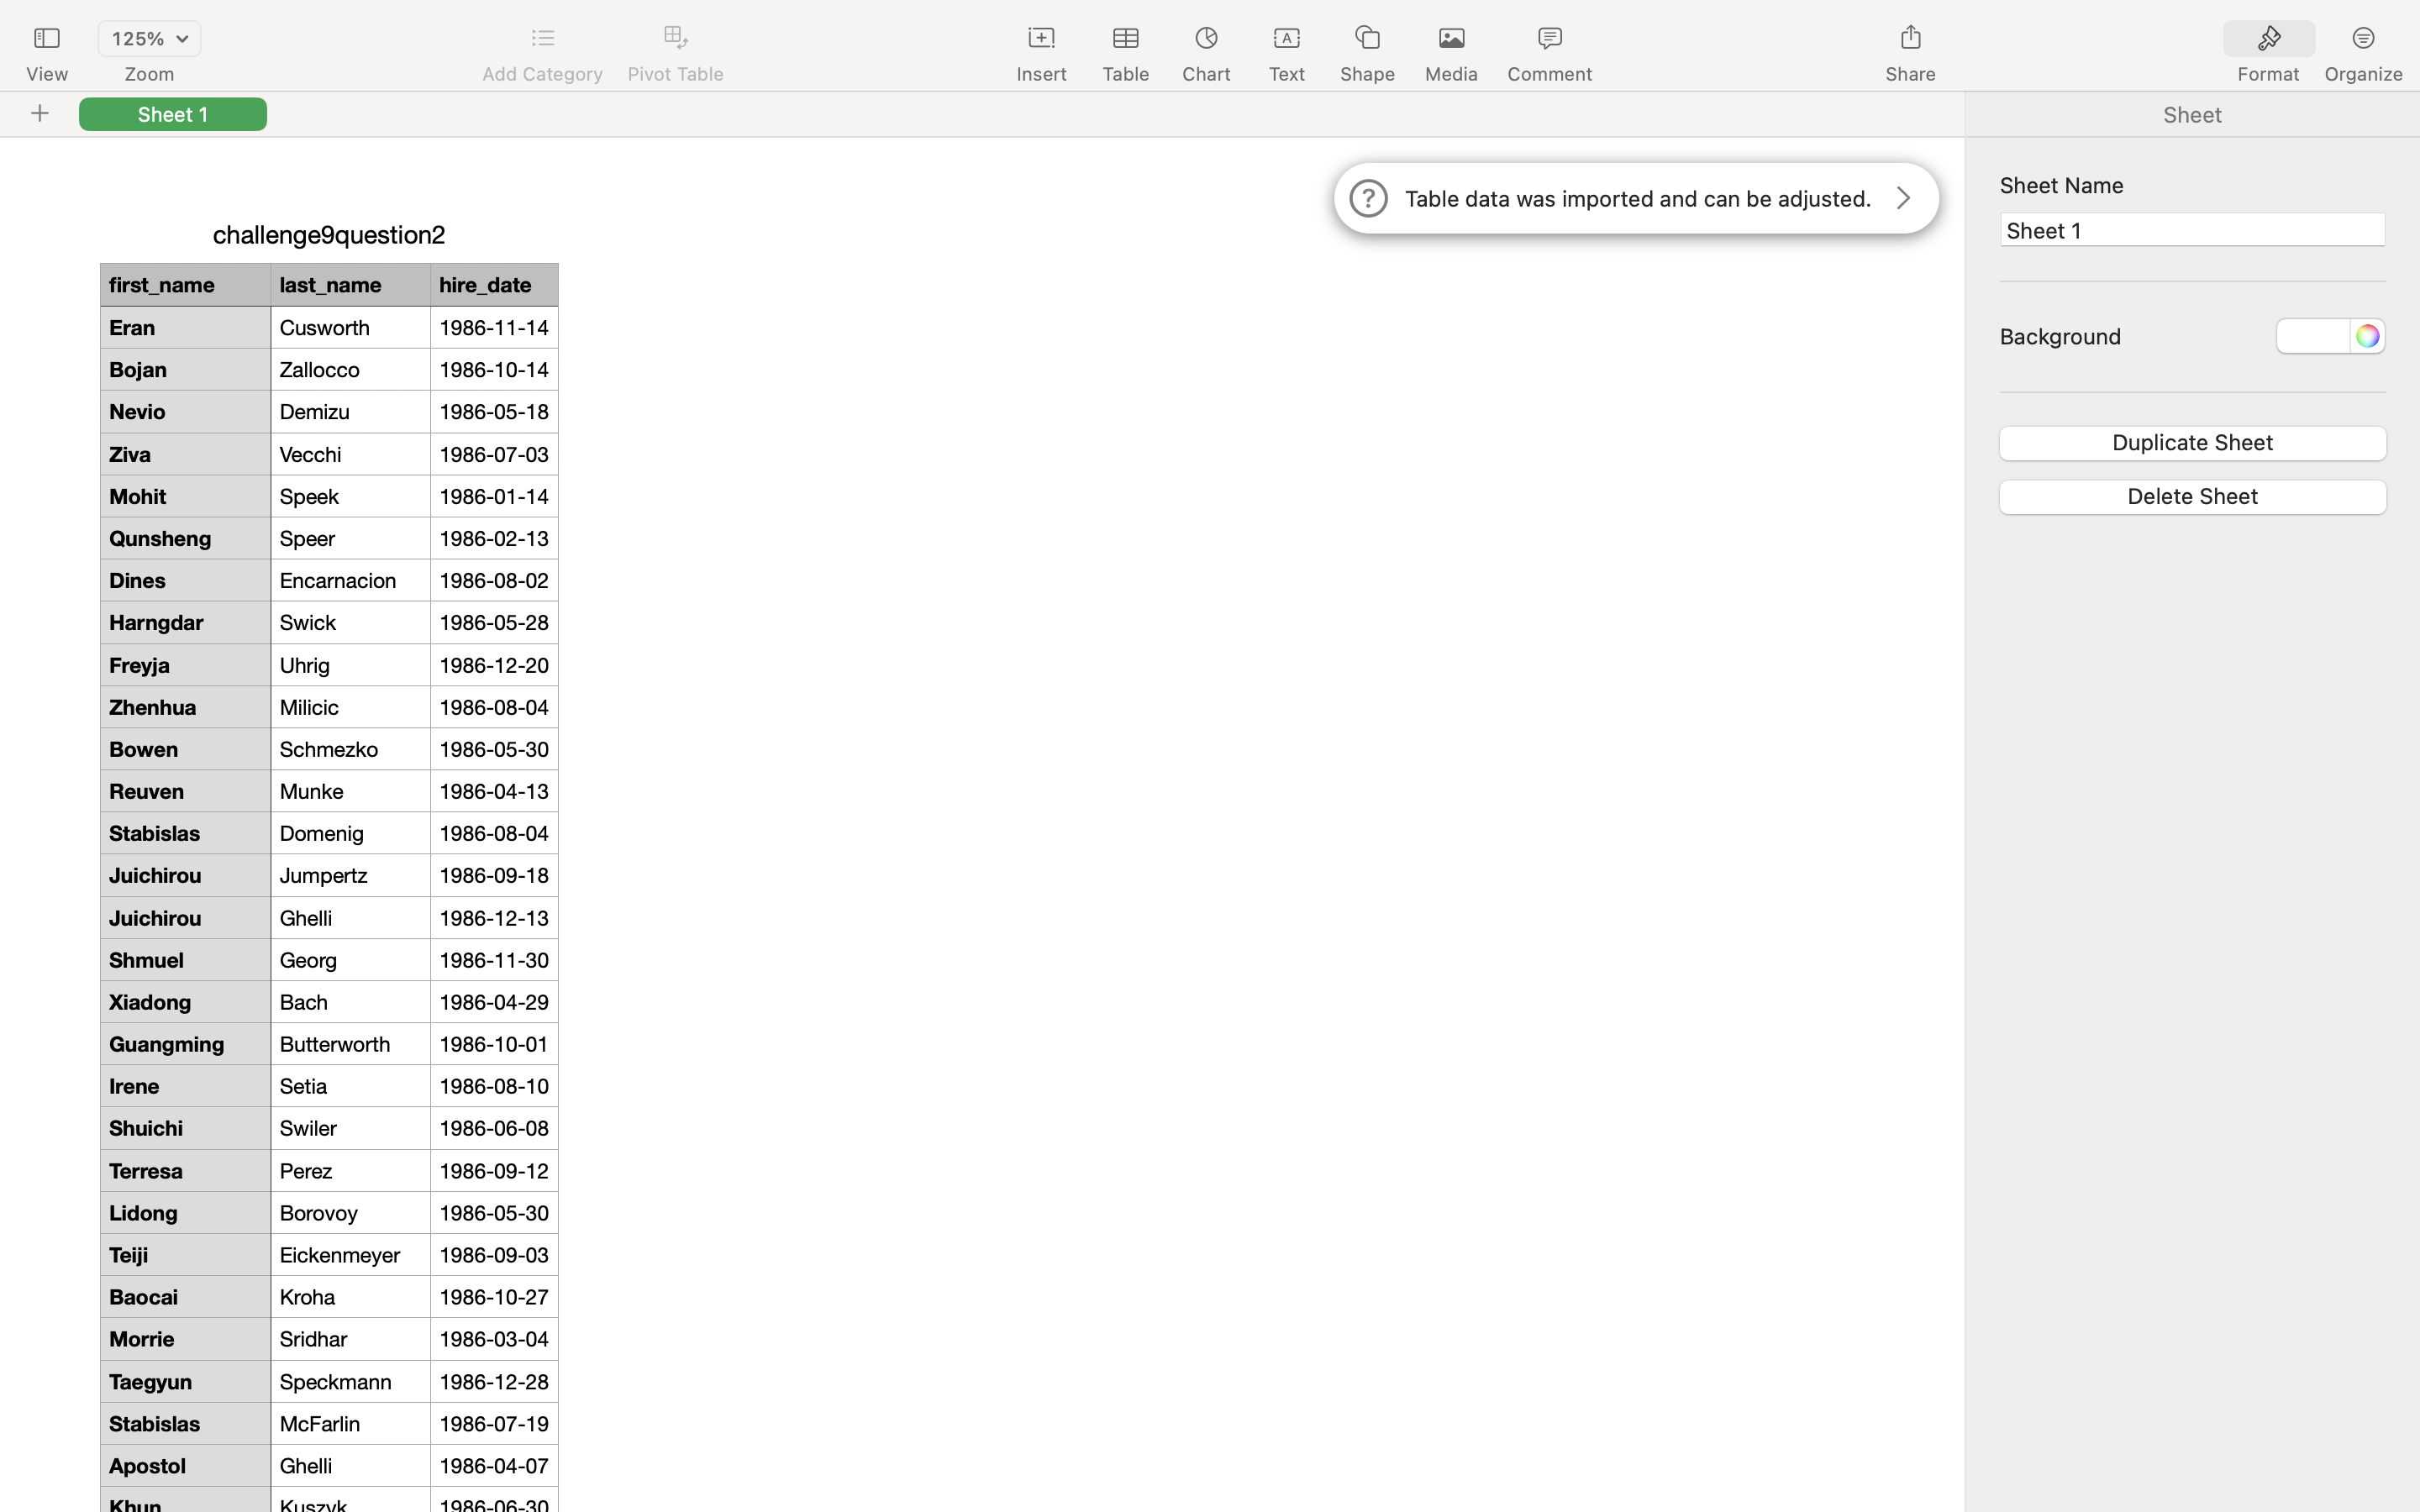 125%
View Zoom Add Category Pivot Table Insert Table Chart Text Shape Media Comment Share Format Organize
Sheet 1
Sheet
Table data was imported and can be adjusted.
Sheet Name
Sheet 1
Background
Duplicate Sheet
Delete Sheet
challenge9question2
first_name last_name hire_date
Eran Cusworth 1986-11-14
Bojan Zallocco 1986-10-14
Nevio Demizu 1986-05-18
Ziva Vecchi 1986-07-03
Mohit Speek 1986-01-14
Qunsheng Speer 1986-02-13
Dines Encarnacion 1986-08-02
Harngdar Swick 1986-05-28
Freyja Uhrig 1986-12-20
Zhenhua Milicic 1986-08-04
Bowen Schmezko 1986-05-30
Reuven Munke 1986-04-13
Stabislas Domenig 1986-08-04
Juichirou Jumpertz 1986-09-18
Juichirou Ghelli 1986-12-13
Shmuel Georg 1986-11-30
Xiadong Bach 1986-04-29
Guangming Butterworth 1986-10-01
Irene Setia 1986-08-10
Shuichi Swiler 1986-06-08
Terresa Perez 1986-09-12
Lidong Borovoy 1986-05-30
Teiji Eickenmeyer 1986-09-03
Baocai Kroha 1986-10-27
Morrie Sridhar 1986-03-04
Taegyun Speckmann 1986-12-28
Stabislas McFarlin 1986-07-19
Apostol Ghelli 1986-04-07
Khun Kuszyk 1986-06-30